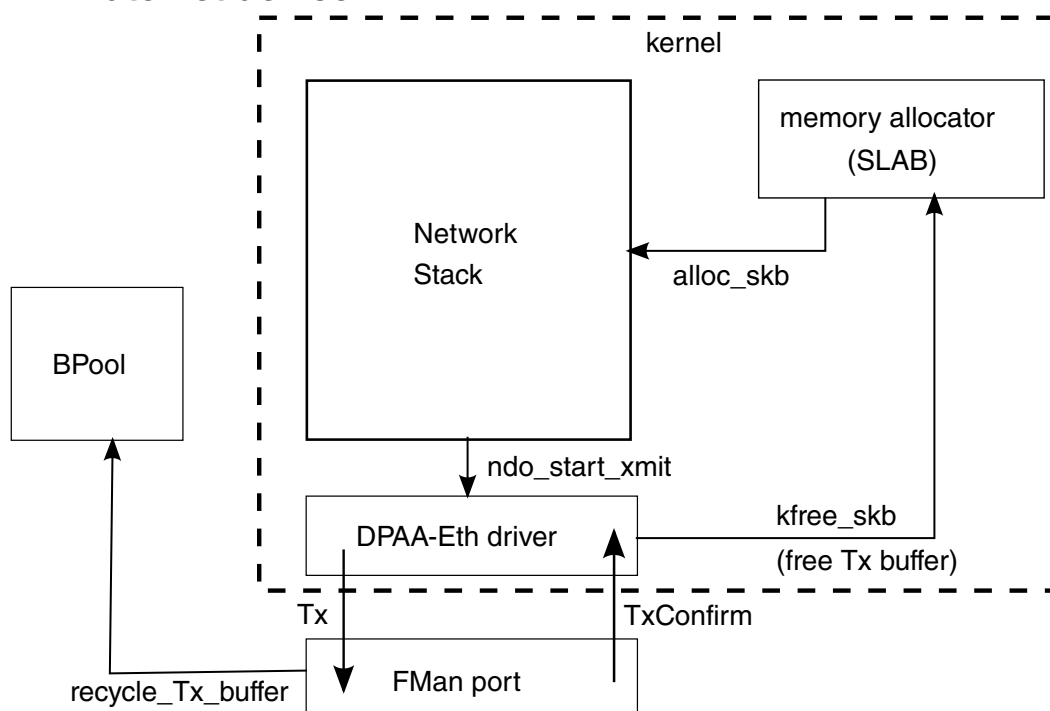 kernel
memory allocator
(SLAB)
Network
Stack
alloc_skb
BPool
ndo_start_xmit
DPAA-Eth driver
kfree_skb
(free Tx buffer)
Tx
TxConfirm
FMan port
recycle_Tx_buffer